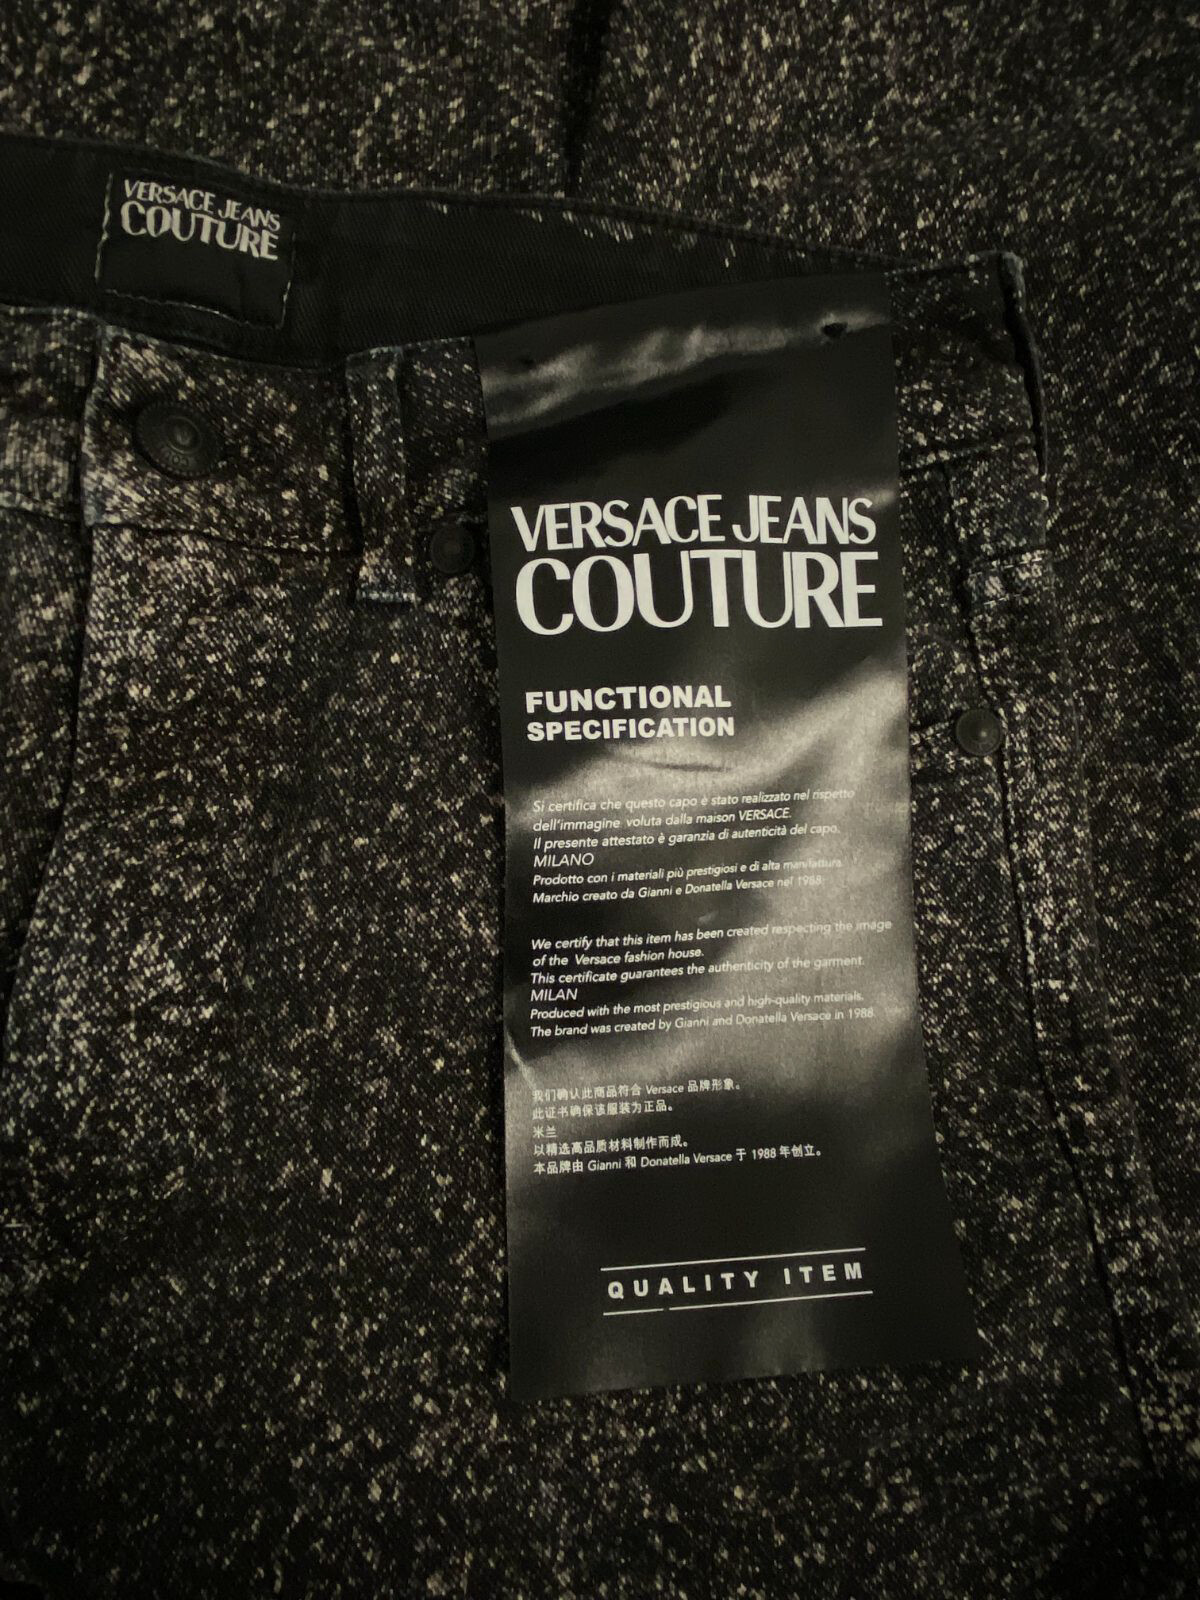 VERSACE JEANS
COUTURE
VERSACE JEANS
COUTURE
FUNCTIONAL
SPECIFICATION
Si certifica che questo capo è stato realizzato nel rispetto
dell'immagine voluta dalla maison VERSACE.
Il presente attestato è garanzia di autenticità del capo.
MILANO
Prodotto con i materiali più prestigiosi e di alta manifattura
Marchio creato da Gianni e Donatella Versace nel 1988.
We certify that this item has been created respecting the image
of the Versace fashion house.
This certificate guarantees the authenticity of the garment.
MILAN
Produced with the most prestigious and high-quality materials.
The brand was created by Gianni and Donatella Versace in 1988.
我们确认此商品符合 Versace 品牌形象。
此证书确保该服装为正品。
米兰
以精选高品质材料制作而成。
本品牌由 Gianni 和 Donatella Versace 于 1988 年创立。
QUALITY ITEM